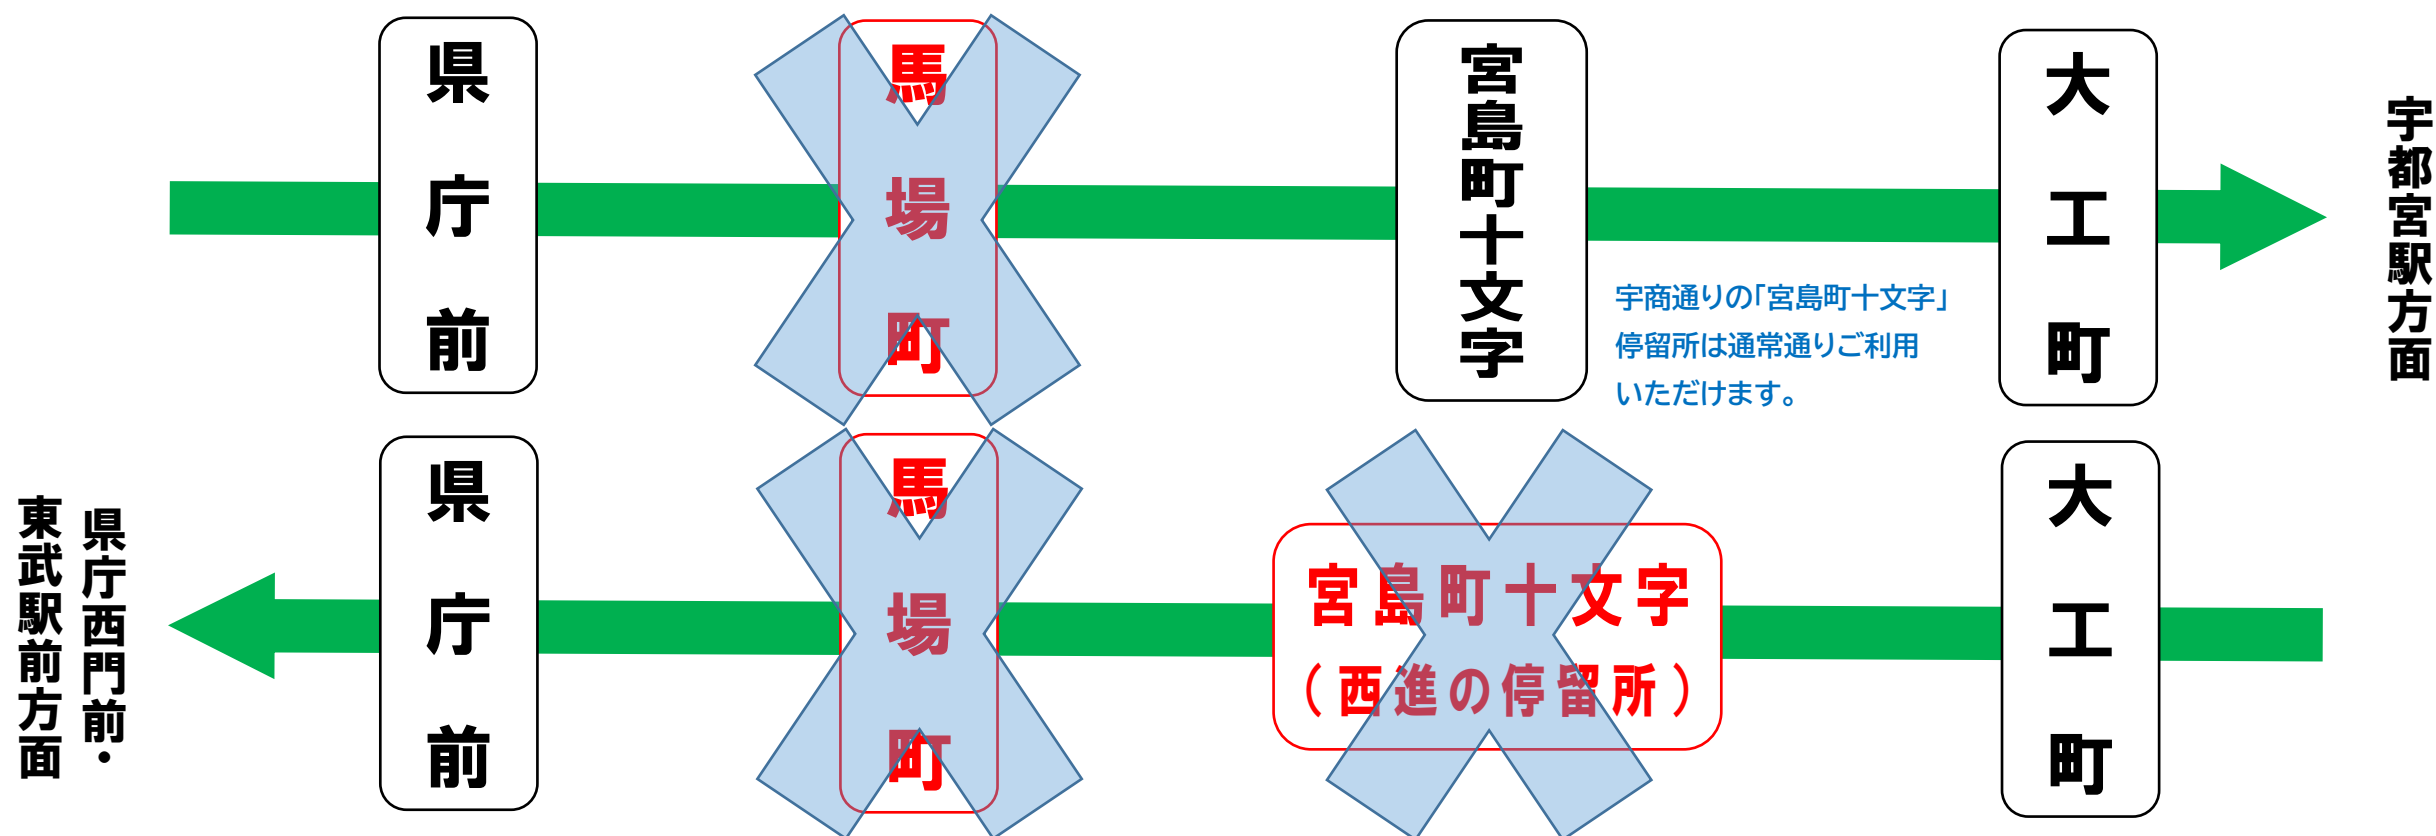 県庁前
馬場町
宮島町十文字
宇商通りの「宮島町十文字」
停留所は通常通りご利用
いただけます。
大工町
宇都宮駅方面
県庁西門前・
東武駅前方面
県庁前
馬場町
宮島町十文字
（西進の停留所）
大工町